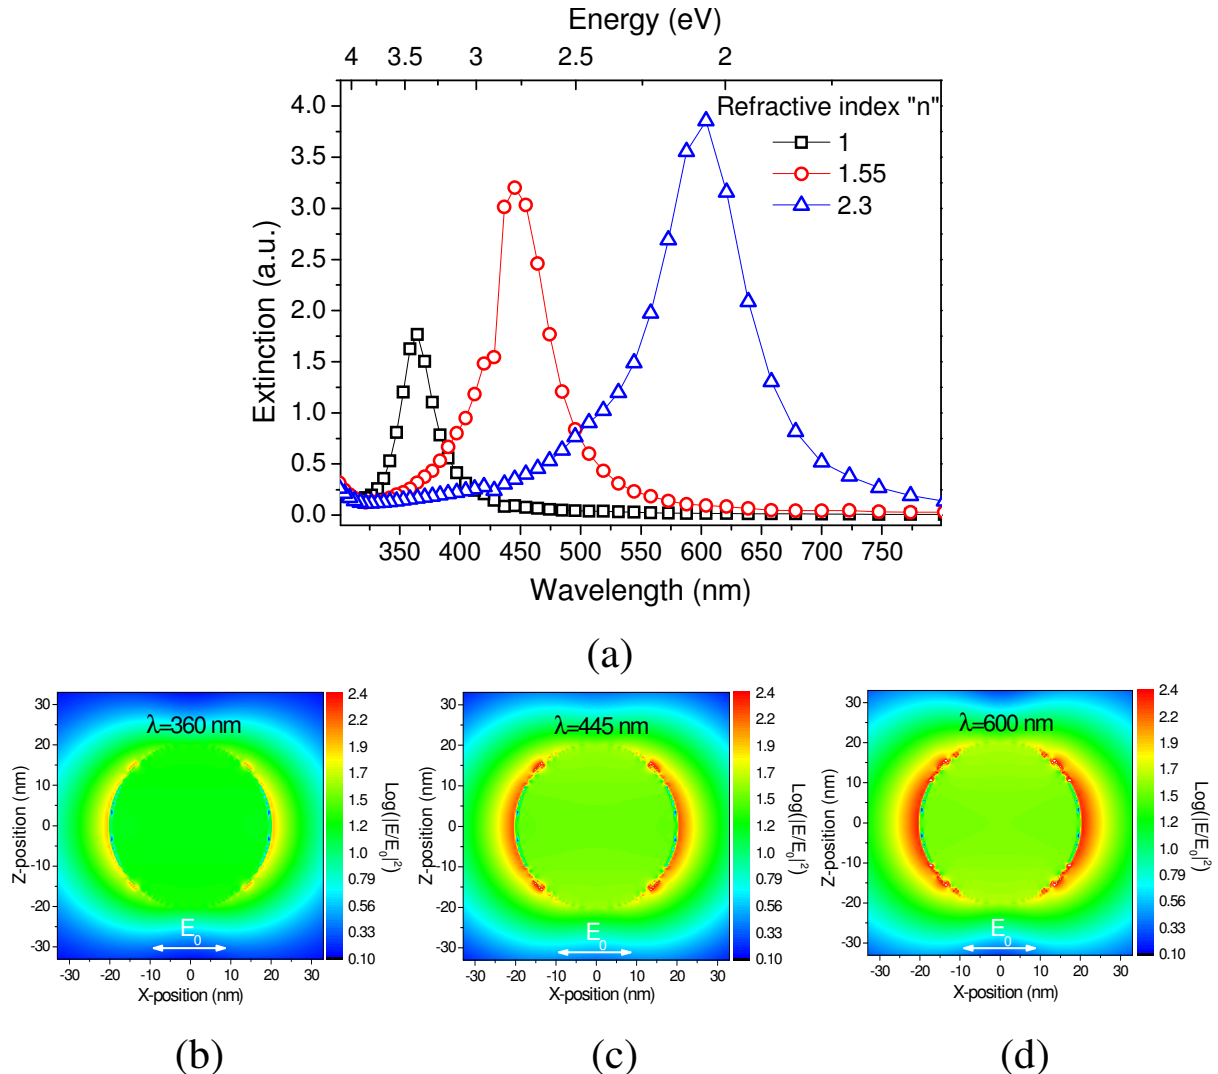 Energy (eV)
4 3.5 3 2.5 2
Extinction (a.u.)
4.0
3.5
3.0
2.5
2.0
1.5
1.0
0.5
0.0
Refractive index "n"
1
1.55
2.3
350 400 450 500 550 600 650 700 750
Wavelength (nm)
(a)
Z-position (nm)
30
20
10
0
-10
-20
-30
λ=360 nm
E0
-30 -20 -10 0 10 20 30
X-position (nm)
2.4
2.2
1.9
1.7
1.5
1.2
1.0
0.79
0.56
0.33
0.10
Log(|E/E0|²)
(b)
Z-position (nm)
30
20
10
0
-10
-20
-30
λ=445 nm
E0
-30 -20 -10 0 10 20 30
X-position (nm)
2.4
2.2
1.9
1.7
1.5
1.2
1.0
0.79
0.56
0.33
0.10
Log(|E/E0|²)
(c)
Z-position (nm)
30
20
10
0
-10
-20
-30
λ=600 nm
E0
-30 -20 -10 0 10 20 30
X-position (nm)
2.4
2.2
1.9
1.7
1.5
1.2
1.0
0.79
0.56
0.33
0.10
Log(|E/E0|²)
(d)